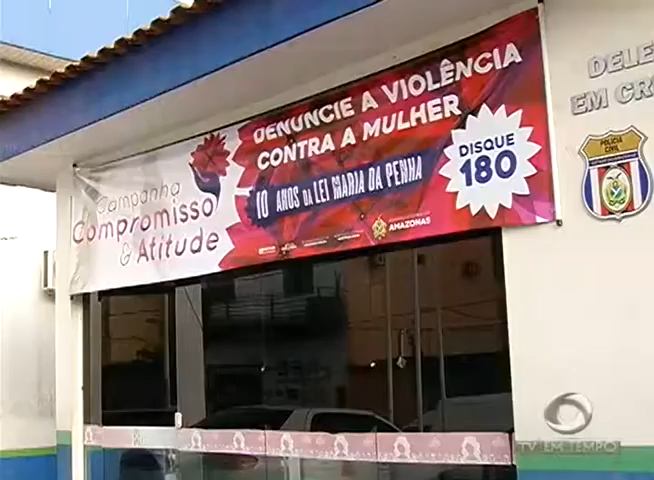 Campanha
Compromisso
& Atitude
DENUNCIE A VIOLÊNCIA
CONTRA A MULHER
10 ANOS DA LEI MARIA DA PENHA
DISQUE
180
AMAZONAS
DELE
EM CR
POLÍCIA
CIVIL
TV EM TEMPO